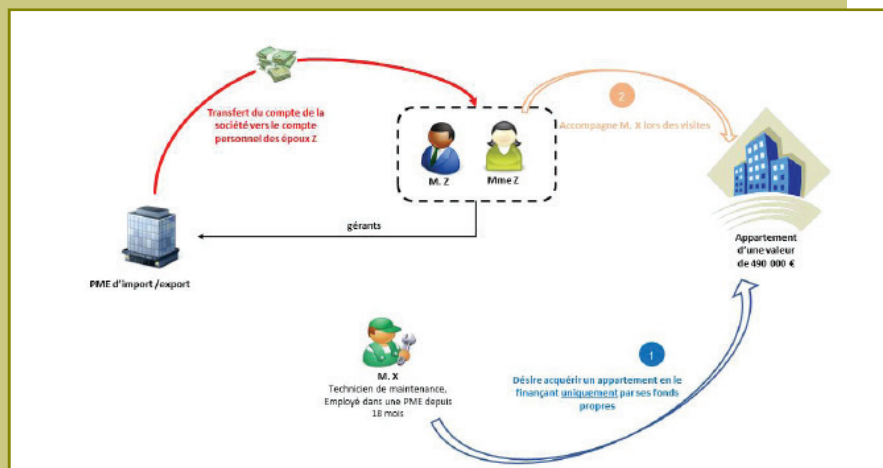 Transfert du compte de la
société vers le compte
personnel des époux Z
2
Accompagne M. X lors des visites
M. Z
Mme Z
gérants
PME d'import /export
Appartement
d'une valeur
de 490 000 €
M. X
Technicien de maintenance,
Employé dans une PME depuis
18 mois
1
Désire acquérir un appartement en le
finançant uniquement par ses fonds
propres